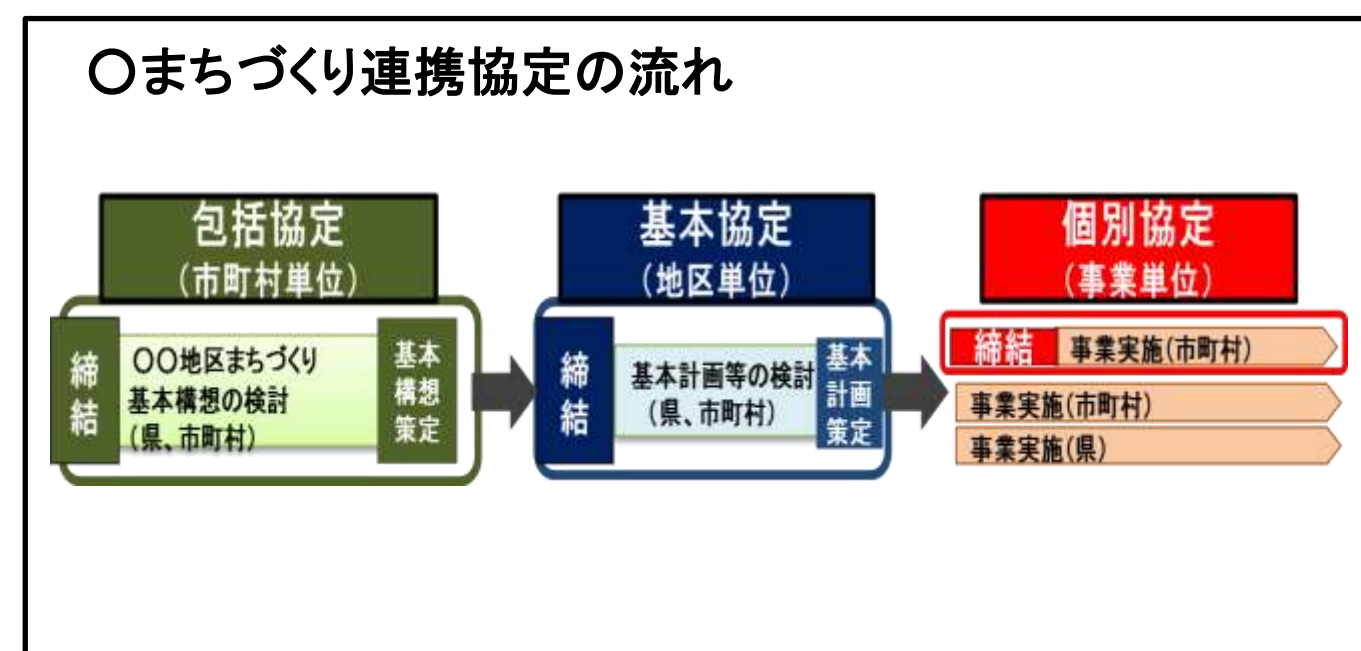 〇まちづくり連携協定の流れ
包括協定
（市町村単位）
締結
〇〇地区まちづくり
基本構想の検討
（県、市町村）
基本
構想
策定
基本協定
（地区単位）
締結
基本計画等の検討
（県、市町村）
基本
計画
策定
個別協定
（事業単位）
締結
事業実施(市町村)
事業実施(市町村)
事業実施(県)